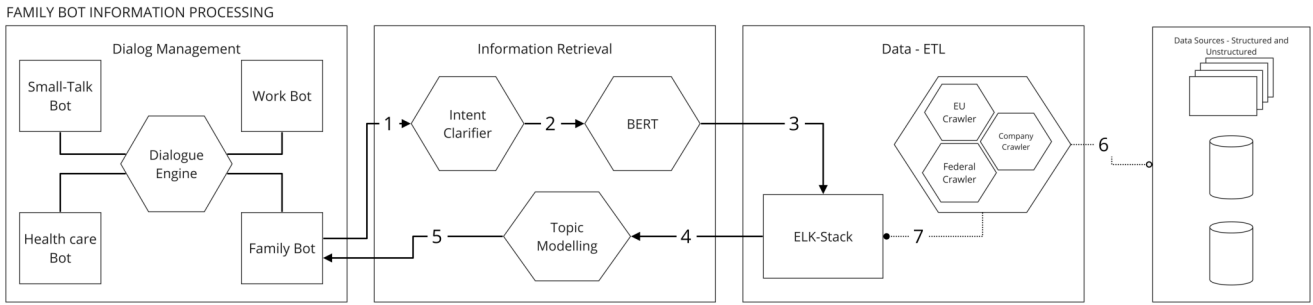 FAMILY BOT INFORMATION PROCESSING
Dialog Management
Small-Talk
Bot
Work Bot
Dialogue
Engine
Health care
Bot
Family Bot
Information Retrieval
1
Intent
Clarifier
2
BERT
3
Topic
Modelling
4
5
Data - ETL
EU
Crawler
Company
Crawler
Federal
Crawler
ELK-Stack
6
7
Data Sources - Structured and
Unstructured